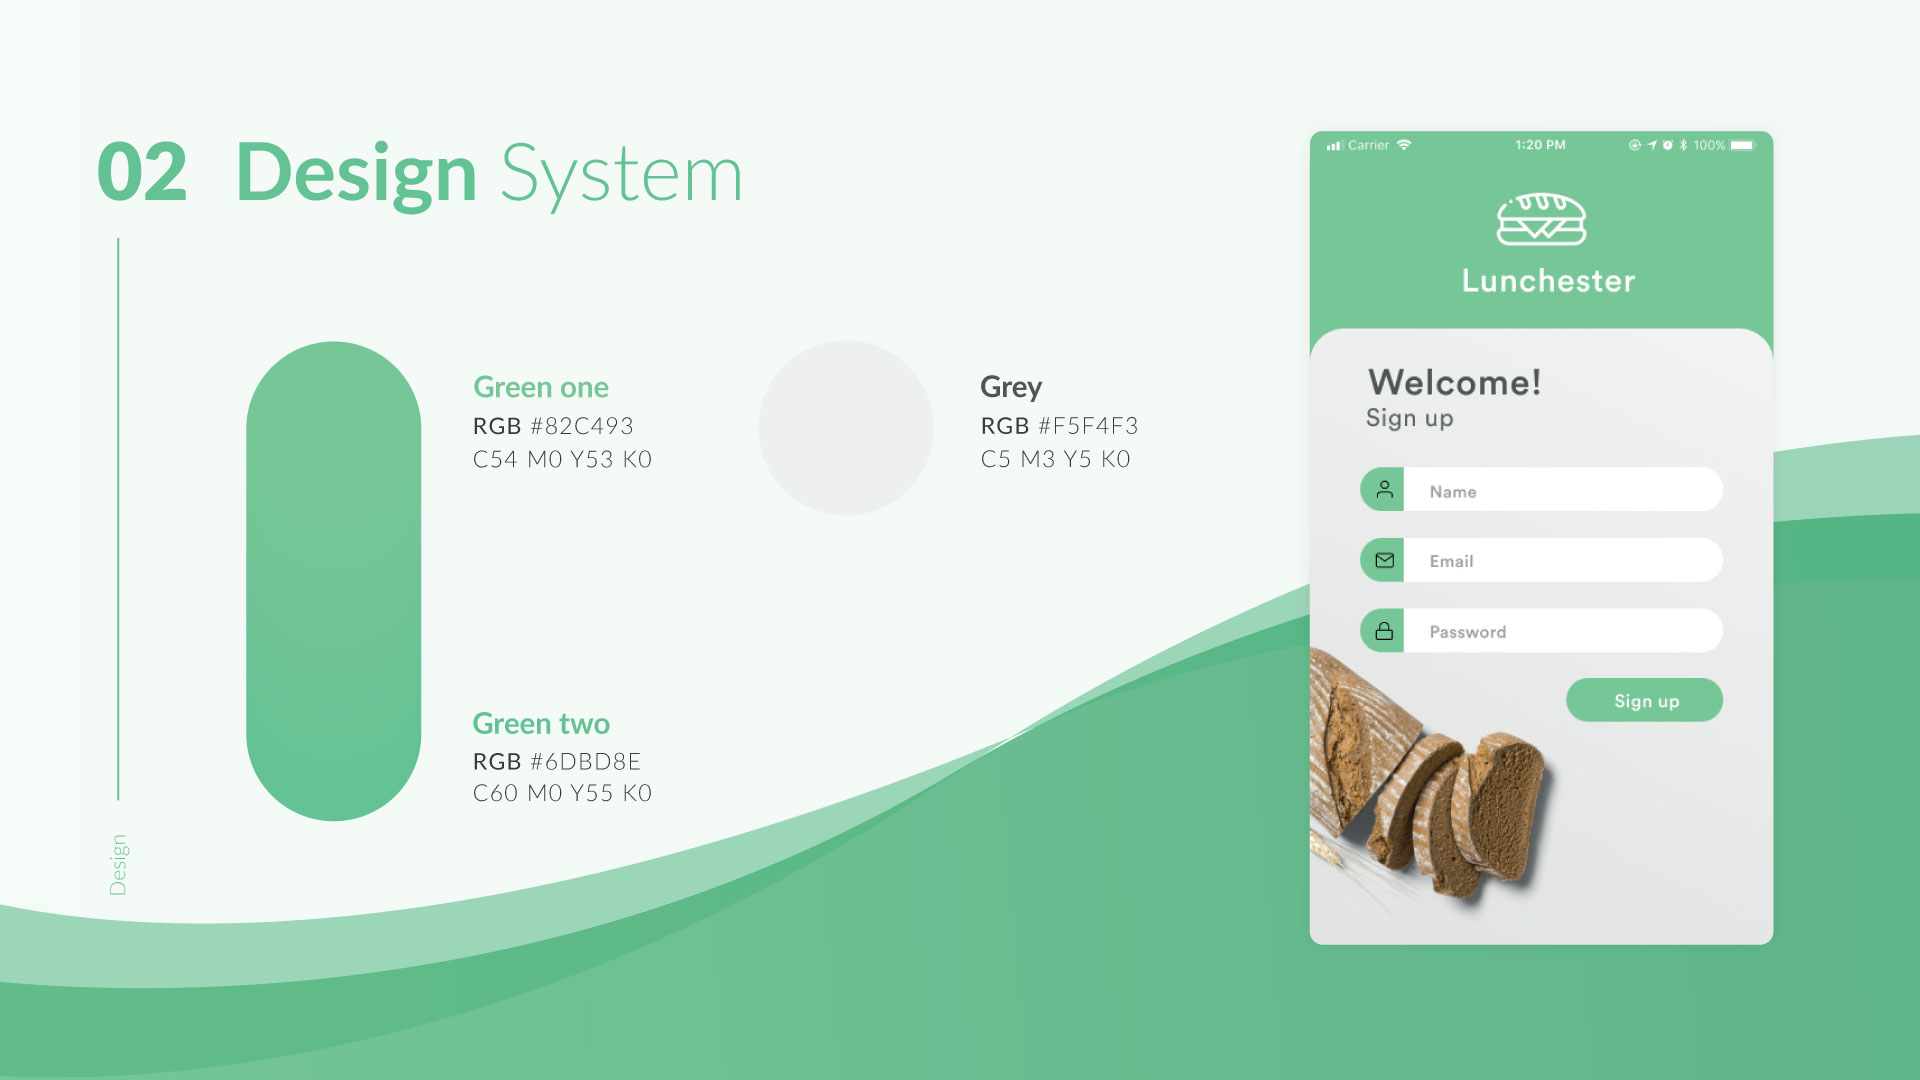 02 Design System
Green one
RGB #82C493
C54 M0 Y53 K0
Grey
RGB #F5F4F3
C5 M3 Y5 K0
Green two
RGB #6DBD8E
C60 M0 Y55 K0
Design
Carrier 1:20 PM 100%
Lunchester
Welcome!
Sign up
Name
Email
Password
Sign up